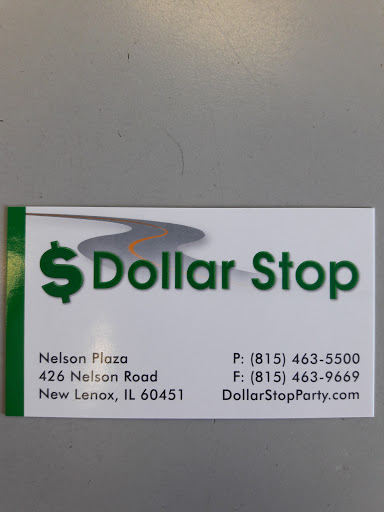 $ Dollar Stop
Nelson Plaza
426 Nelson Road
New Lenox, IL 60451
P: (815) 463-5500
F: (815) 463-9669
DollarStopParty.com